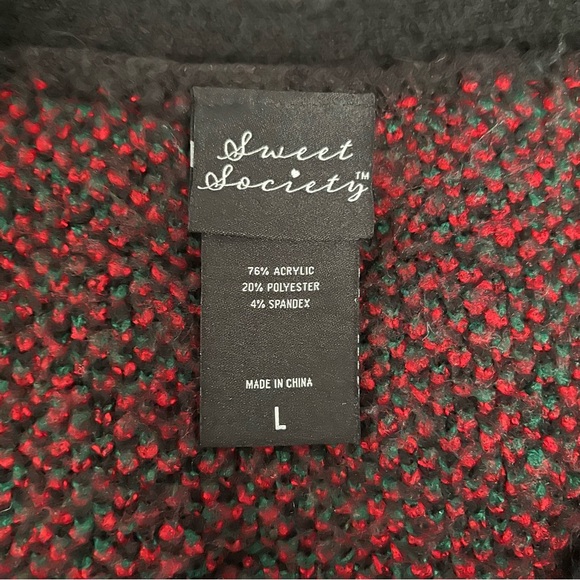 Sweet
Society™
76% ACRYLIC
20% POLYESTER
4% SPANDEX
MADE IN CHINA
L